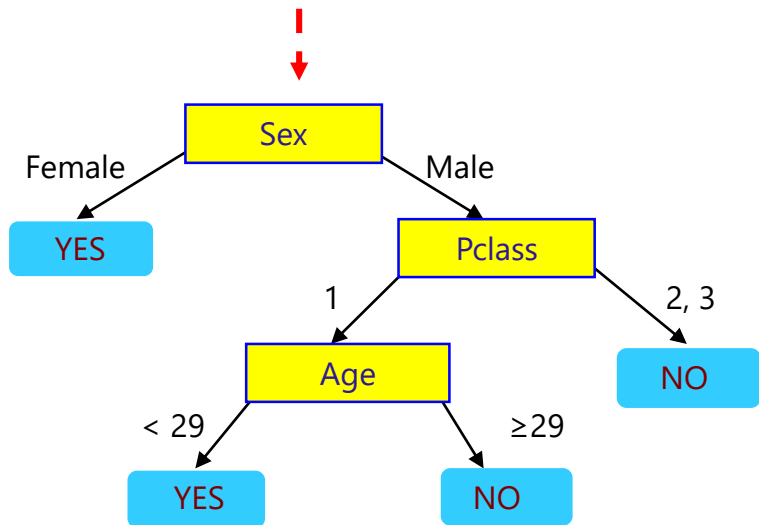 Sex
Female
Male
YES
Pclass
1
2, 3
Age
NO
< 29
≥29
YES
NO